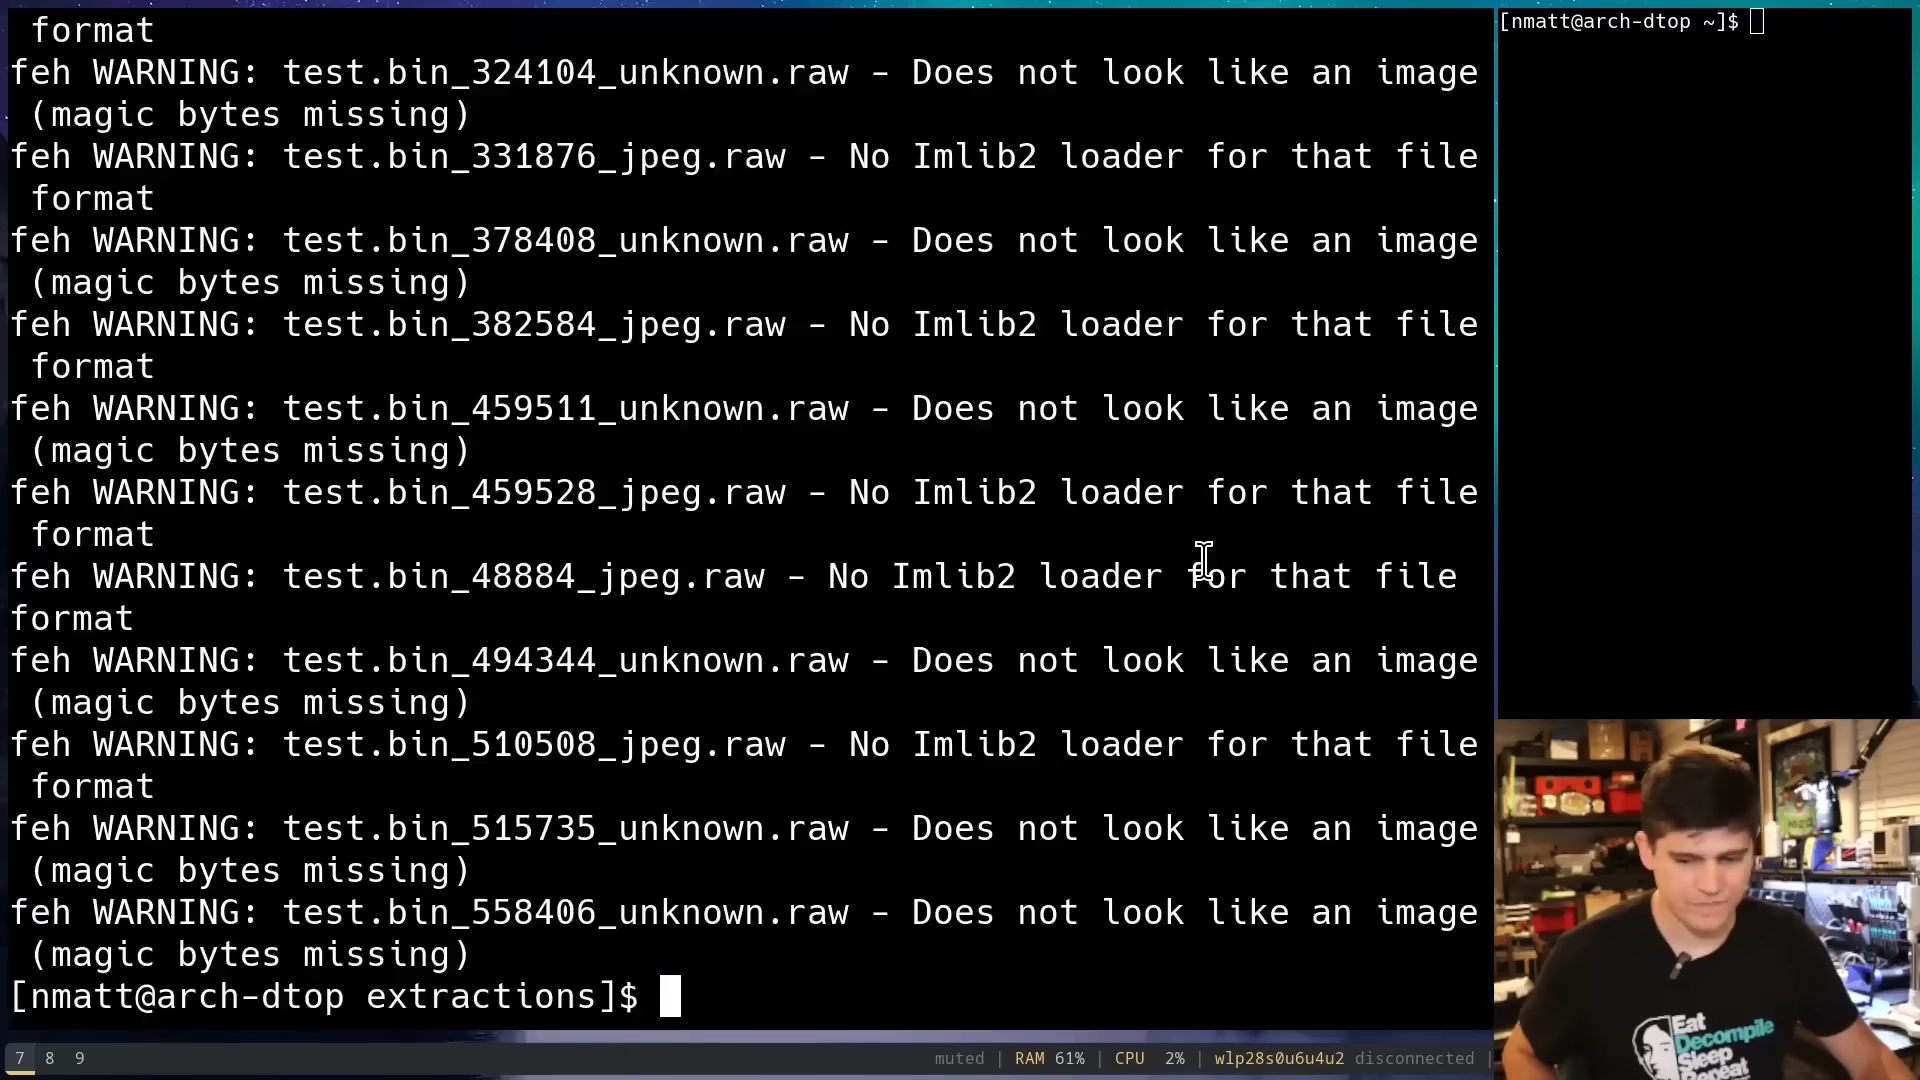 format
feh WARNING: test.bin_324104_unknown.raw - Does not look like an image
(magic bytes missing)
feh WARNING: test.bin_331876_jpeg.raw - No Imlib2 loader for that file
format
feh WARNING: test.bin_378408_unknown.raw - Does not look like an image
(magic bytes missing)
feh WARNING: test.bin_382584_jpeg.raw - No Imlib2 loader for that file
format
feh WARNING: test.bin_459511_unknown.raw - Does not look like an image
(magic bytes missing)
feh WARNING: test.bin_459528_jpeg.raw - No Imlib2 loader for that file
format
feh WARNING: test.bin_48884_jpeg.raw - No Imlib2 loader for that file
format
feh WARNING: test.bin_494344_unknown.raw - Does not look like an image
(magic bytes missing)
feh WARNING: test.bin_510508_jpeg.raw - No Imlib2 loader for that file
format
feh WARNING: test.bin_515735_unknown.raw - Does not look like an image
(magic bytes missing)
feh WARNING: test.bin_558406_unknown.raw - Does not look like an image
(magic bytes missing)
[nmatt@arch-dtop extractions]$
[nmatt@arch-dtop ~]$
Eat
Decompile
Sleep
Repeat
7 8 9
muted | RAM 61% | CPU 2% | wlp28s0u6u4u2 disconnected |